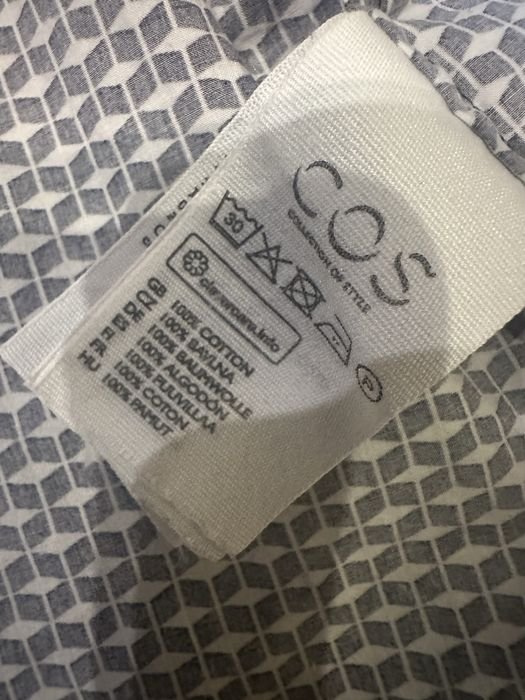 COS
COLLECTION OF STYLE
30
P
clevercare.info
100% COTTON
100% BAVLNA
100% BAUMWOLLE
100% ALGODÓN
100% PUUVILLAA
100% COTON
HU 100% PAMUT